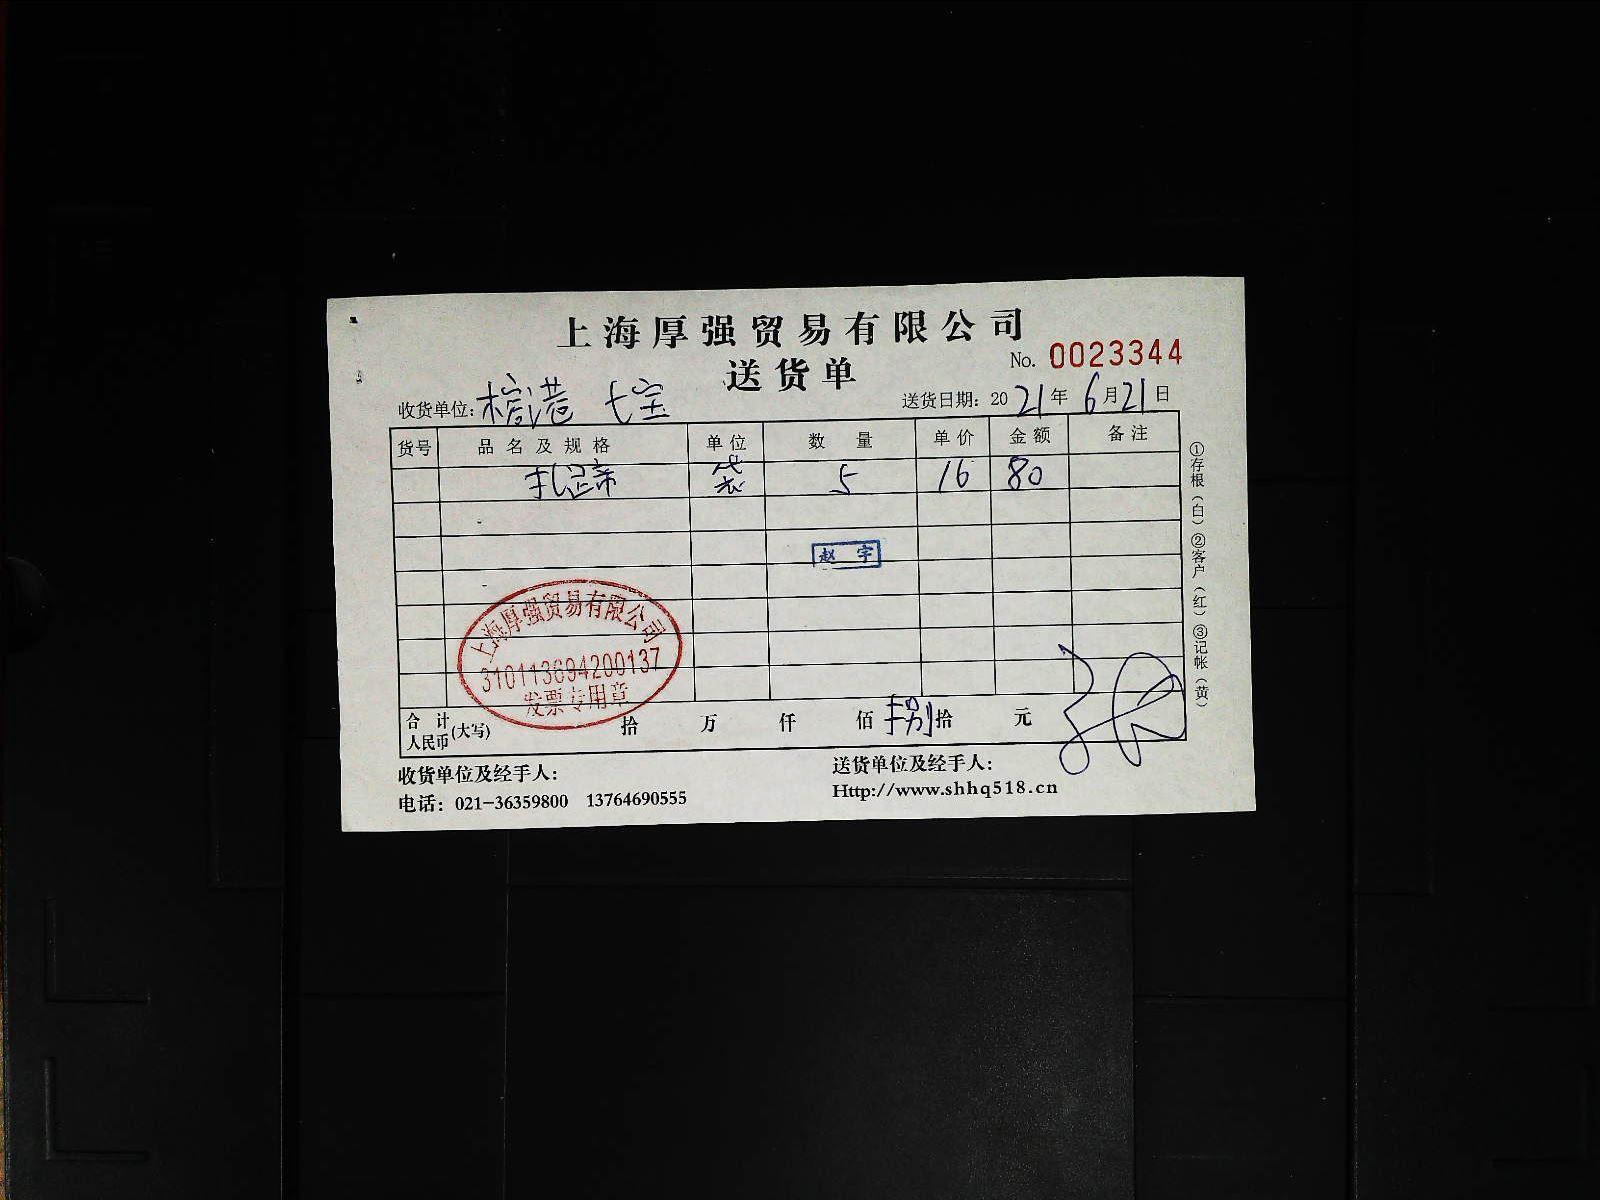 上海厚强贸易有限公司
送货单
No. 0023344
收货单位: 七宝
送货日期: 2021年6月21日
货号 品名及规格 单位 数量 单价 金额 备注
扎蹄 袋 5 16 80
赵宇
上海厚强贸易有限公司
310113694200137
发票专用章
合计人民币(大写) 拾 万 仟 佰 捌拾 元
收货单位及经手人:
送货单位及经手人:
电话: 021-36359800 13764690555
Http://www.shhq518.cn
①存根(白)②客户(红)③记帐(黄)